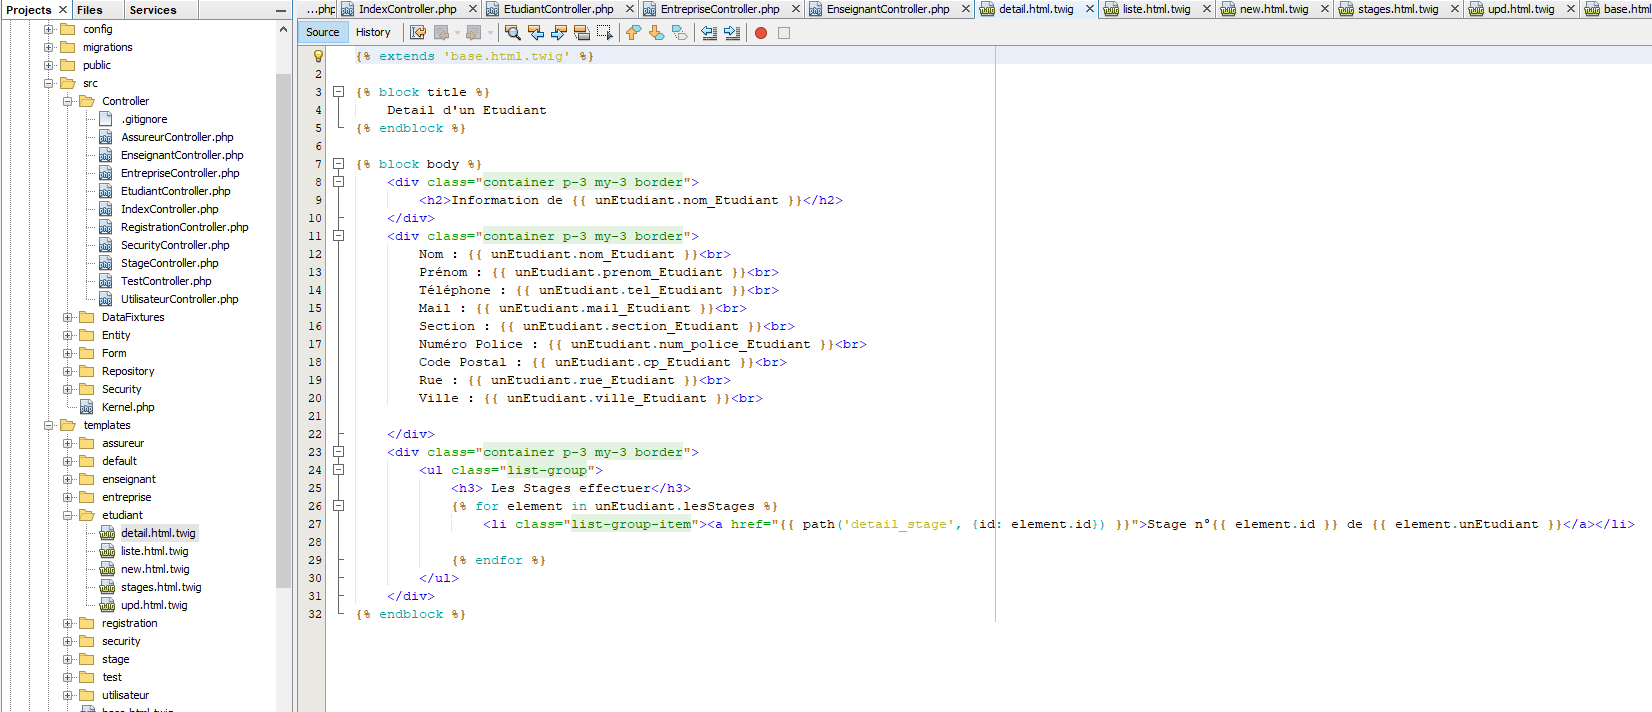 Projects
Files
Services
config
migrations
public
src
Controller
.gitignore
AssureurController.php
EnseignantController.php
EntrepriseController.php
EtudiantController.php
IndexController.php
RegistrationController.php
SecurityController.php
StageController.php
TestController.php
UtilisateurController.php
DataFixtures
Entity
Form
Repository
Security
Kernel.php
templates
assureur
default
enseignant
entreprise
etudiant
detail.html.twig
liste.html.twig
new.html.twig
stages.html.twig
upd.html.twig
registration
security
stage
test
utilisateur
base.html.twig
...php IndexController.php EtudiantController.php EntrepriseController.php EnseignantController.php detail.html.twig liste.html.twig new.html.twig stages.html.twig upd.html.twig base.html
Source History
{% extends 'base.html.twig' %}
2
3 {% block title %}
4 Detail d'un Etudiant
5 {% endblock %}
6
7 {% block body %}
8 <div class="container p-3 my-3 border">
9 <h2>Information de {{ unEtudiant.nom_Etudiant }}</h2>
10 </div>
11 <div class="container p-3 my-3 border">
12 Nom : {{ unEtudiant.nom_Etudiant }}<br>
13 Prénom : {{ unEtudiant.prenom_Etudiant }}<br>
14 Téléphone : {{ unEtudiant.tel_Etudiant }}<br>
15 Mail : {{ unEtudiant.mail_Etudiant }}<br>
16 Section : {{ unEtudiant.section_Etudiant }}<br>
17 Numéro Police : {{ unEtudiant.num_police_Etudiant }}<br>
18 Code Postal : {{ unEtudiant.cp_Etudiant }}<br>
19 Rue : {{ unEtudiant.rue_Etudiant }}<br>
20 Ville : {{ unEtudiant.ville_Etudiant }}<br>
21
22 </div>
23 <div class="container p-3 my-3 border">
24 <ul class="list-group">
25 <h3> Les Stages effectuer</h3>
26 {% for element in unEtudiant.lesStages %}
27 <li class="list-group-item"><a href="{{ path('detail_stage', {id: element.id}) }}">Stage n°{{ element.id }} de {{ element.unEtudiant }}</a></li>
28
29 {% endfor %}
30 </ul>
31 </div>
32 {% endblock %}